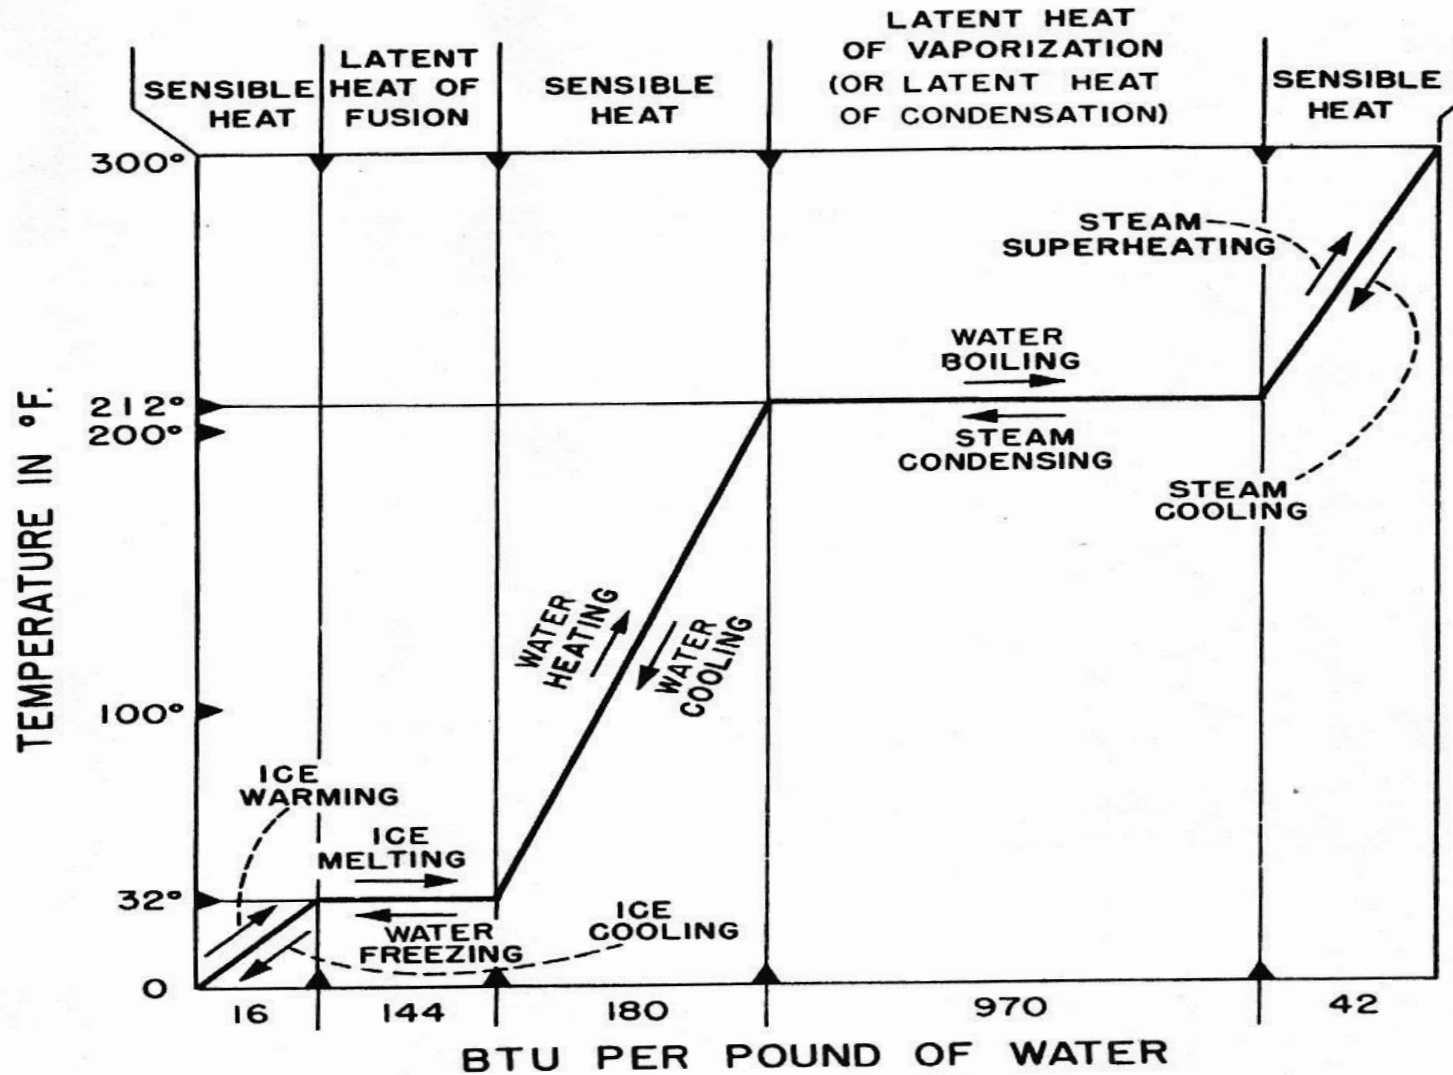 LATENT HEAT
OF VAPORIZATION
(OR LATENT HEAT
OF CONDENSATION)
LATENT
HEAT OF
FUSION
SENSIBLE
HEAT
SENSIBLE
HEAT
SENSIBLE
HEAT
300°
212°
200°
100°
32°
0
TEMPERATURE IN °F.
STEAM
SUPERHEATING
WATER
BOILING
STEAM
CONDENSING
STEAM
COOLING
WATER
HEATING
WATER
COOLING
ICE
WARMING
ICE
MELTING
WATER
FREEZING
ICE
COOLING
16
144
180
970
42
BTU PER POUND OF WATER